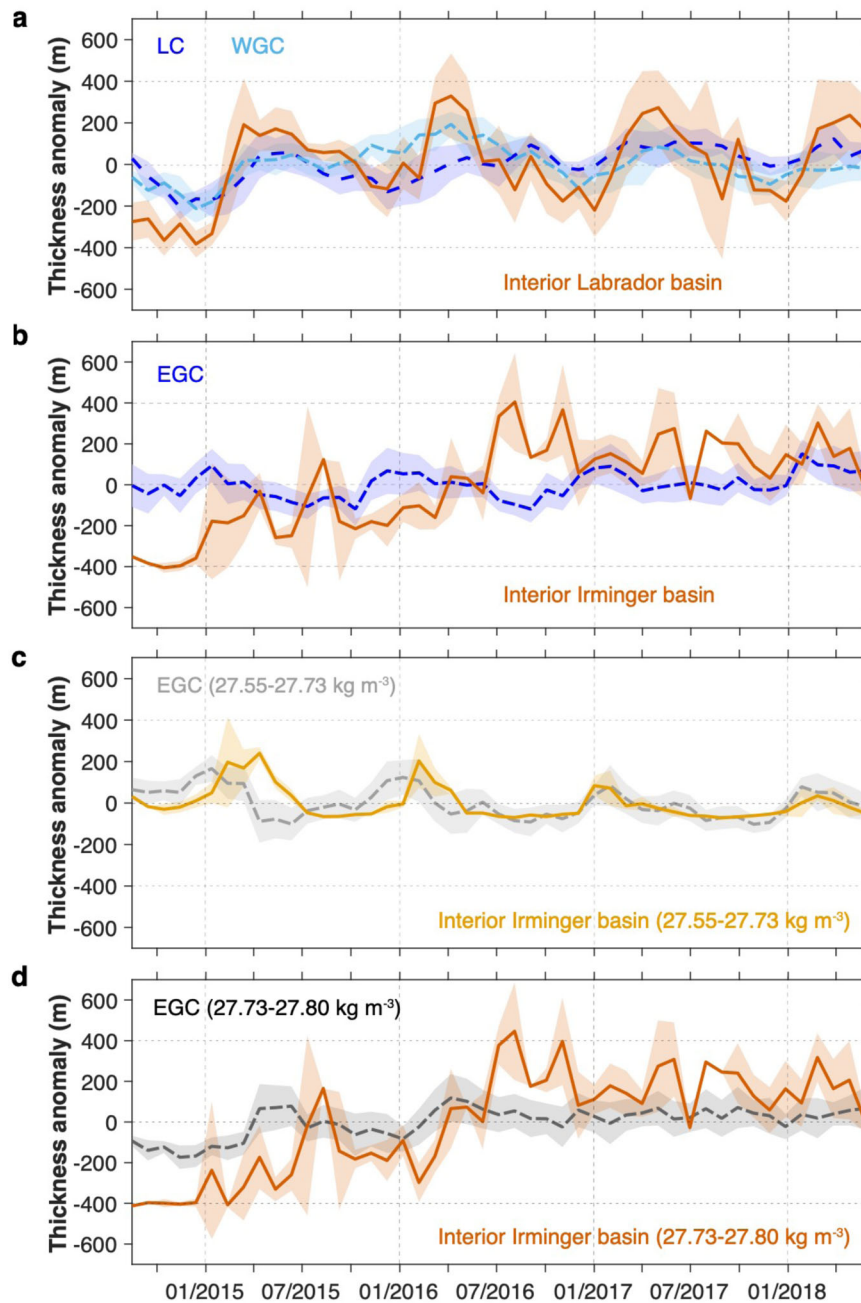 a
LC WGC
Thickness anomaly (m)
600
400
200
0
-200
-400
-600
Interior Labrador basin
b
EGC
Thickness anomaly (m)
600
400
200
0
-200
-400
-600
Interior Irminger basin
c
EGC (27.55-27.73 kg m⁻³)
Thickness anomaly (m)
600
400
200
0
-200
-400
-600
Interior Irminger basin (27.55-27.73 kg m⁻³)
d
EGC (27.73-27.80 kg m⁻³)
Thickness anomaly (m)
600
400
200
0
-200
-400
-600
Interior Irminger basin (27.73-27.80 kg m⁻³)
01/2015 07/2015 01/2016 07/2016 01/2017 07/2017 01/2018